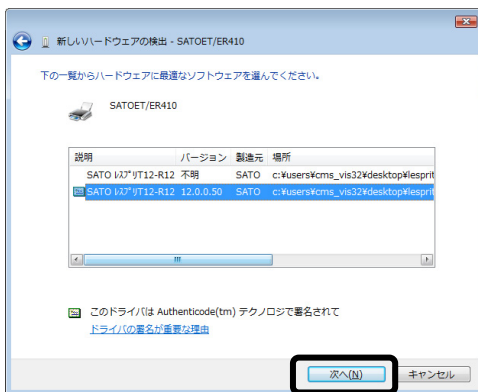 新しいハードウェアの検出 - SATOET/ER410
下の一覧からハードウェアに最適なソフトウェアを選んでください。
SATOET/ER410
説明 バージョン 製造元 場所
SATO ﾚｽﾌﾟﾘT12-R12 不明 SATO c:¥users¥cms_vis32¥desktop¥lesprit
SATO ﾚｽﾌﾟﾘT12-R12 12.0.0.50 SATO c:¥users¥cms_vis32¥desktop¥lesprit
このドライバは Authenticode(tm) テクノロジで署名されて
ドライバの署名が重要な理由
次へ(N) キャンセル